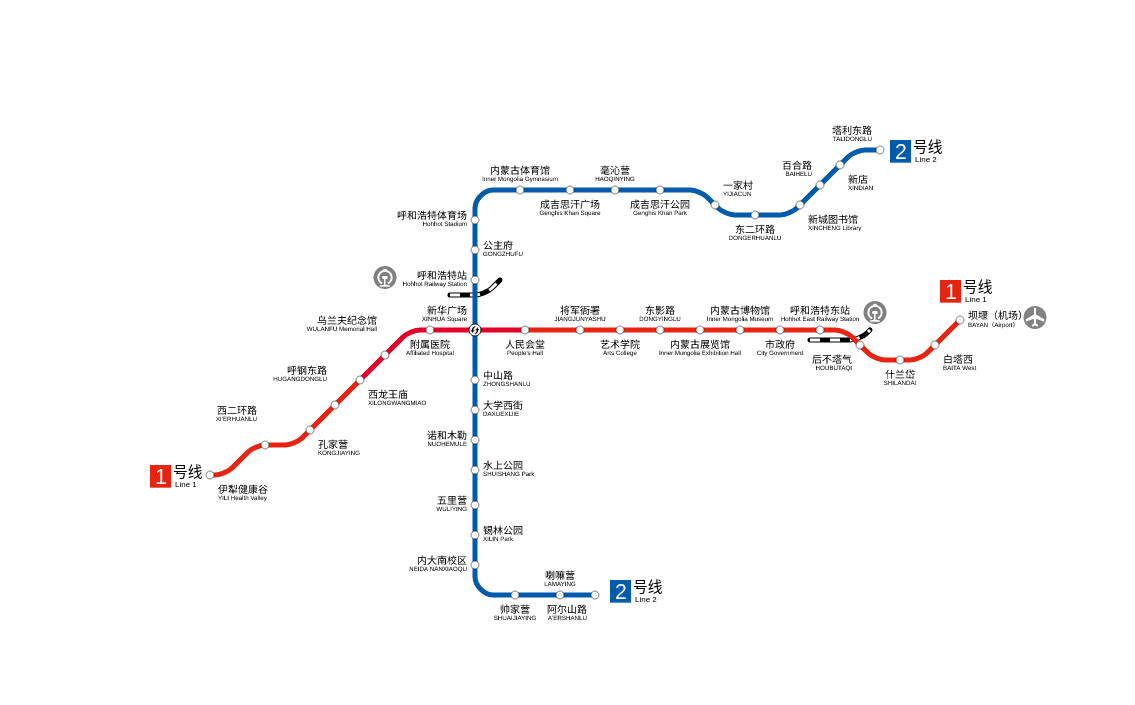 塔利东路
TALIDONGLU
2
号线
Line 2
百合路
BAIHELU
新店
XINDIAN
内蒙古体育馆
Inner Mongolia Gymnasium
毫沁营
HAOQINYING
一家村
YIJIACUN
成吉思汗广场
Genghis Khan Square
成吉思汗公园
Genghis Khan Park
新城图书馆
XINCHENG Library
东二环路
DONGERHUANLU
呼和浩特体育场
Hohhot Stadium
公主府
GONGZHUFU
呼和浩特站
Hohhot Railway Station
1
号线
Line 1
坝堰（机场）
BAYAN（Airport）
乌兰夫纪念馆
WULANFU Memorial Hall
新华广场
XINHUA Square
将军衙署
JIANGJUNYASHU
东影路
DONGYINGLU
内蒙古博物馆
Inner Mongolia Museum
呼和浩特东站
Hohhot East Railway Station
附属医院
Affiliated Hospital
人民会堂
People's Hall
艺术学院
Arts College
内蒙古展览馆
Inner Mongolia Exhibition Hall
市政府
City Government
后不塔气
HOUBUTAQI
白塔西
BAITA West
什兰岱
SHILANDAI
呼钢东路
HUGANGDONGLU
中山路
ZHONGSHANLU
西龙王庙
XILONGWANGMIAO
大学西街
DAXUEXIJIE
西二环路
XI'ERHUANLU
孔家营
KONGJIAYING
诺和木勒
NUOHEMULE
1
号线
Line 1
伊犁健康谷
YILI Health Valley
水上公园
SHUISHANG Park
五里营
WULIYING
锡林公园
XILIN Park
内大南校区
NEIDA NANXIAOQU
喇嘛营
LAMAYING
2
号线
Line 2
帅家营
SHUAIJIAYING
阿尔山路
A'ERSHANLU